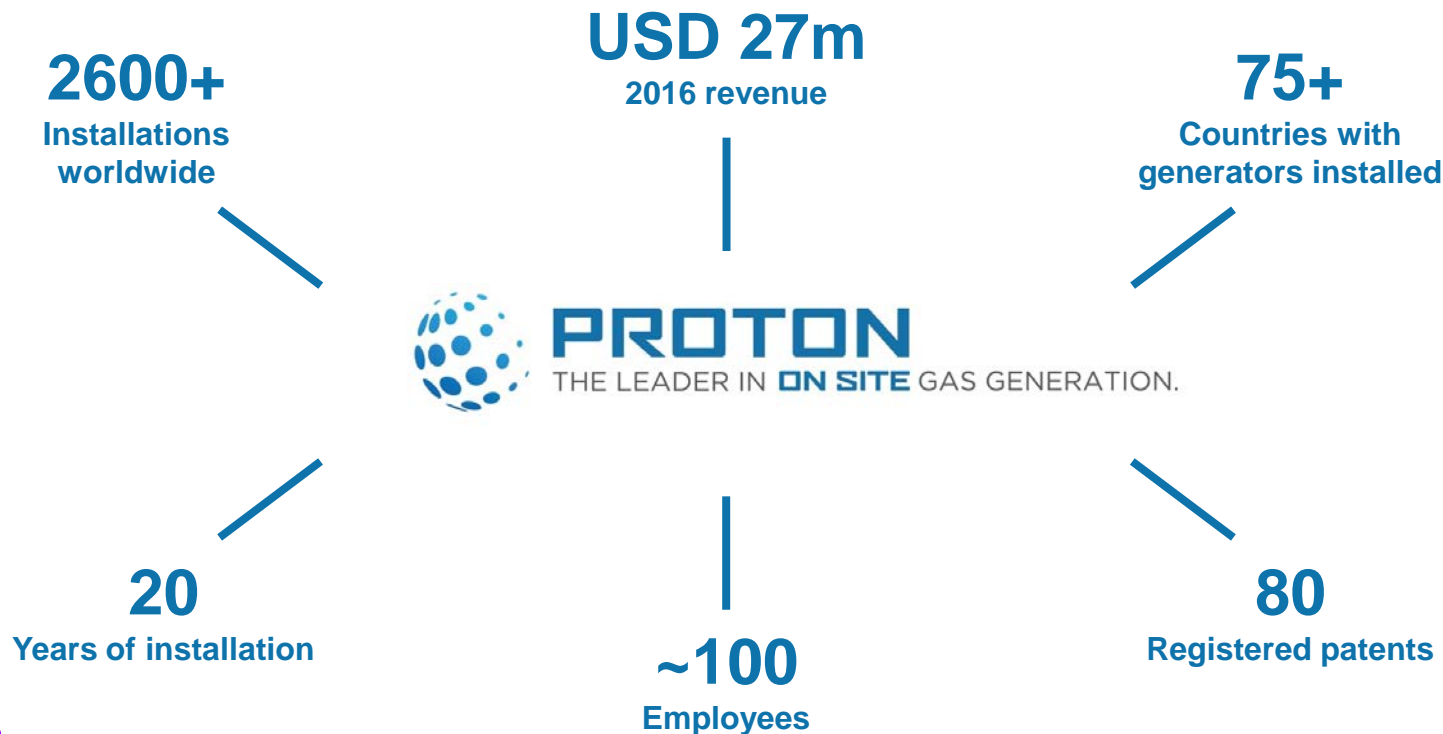 USD 27m
2016 revenue
2600+
Installations
worldwide
75+
Countries with
generators installed
PROTON
THE LEADER IN ON SITE GAS GENERATION.
20
Years of installation
~100
Employees
80
Registered patents